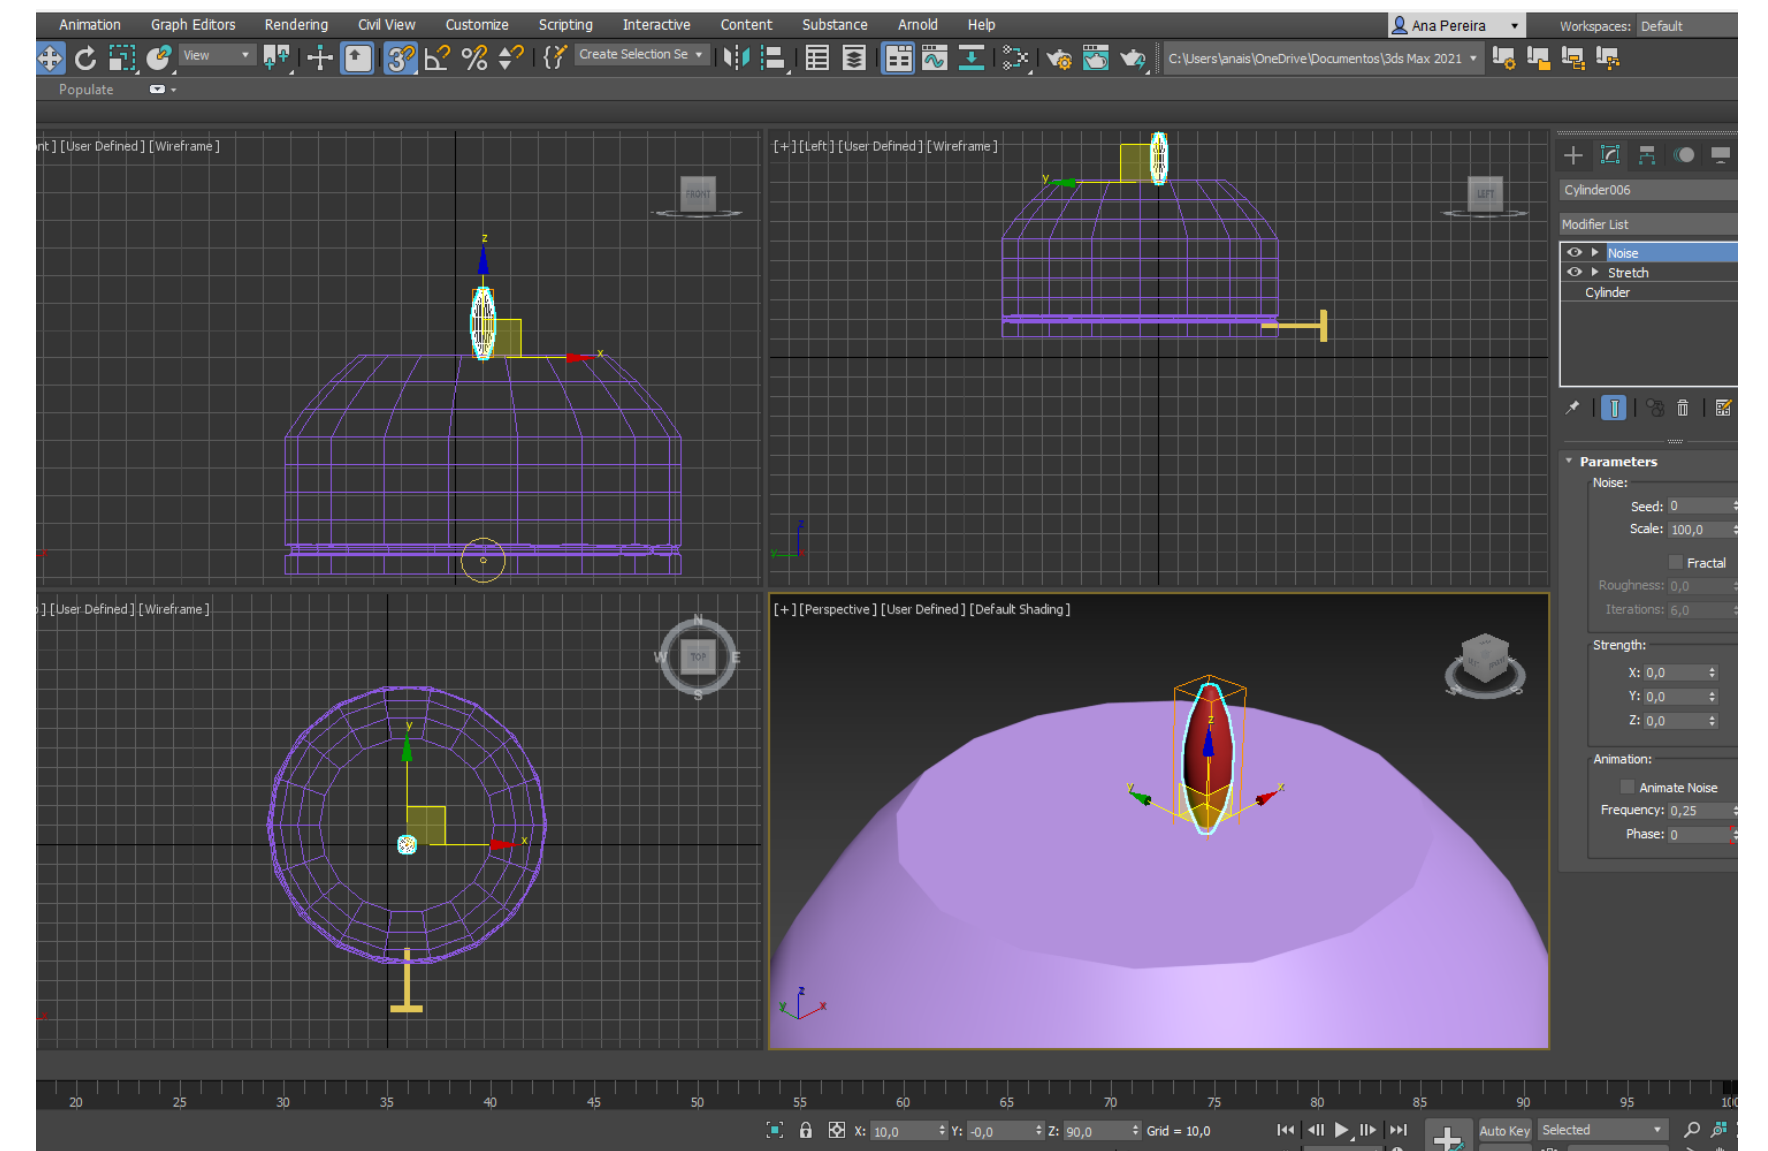 Animation Graph Editors Rendering Civil View Customize Scripting Interactive Content Substance Arnold Help Ana Pereira Workspaces: Default
View Create Selection Se C:\Users\anais\OneDrive\Documentos\3ds Max 2021
Populate
] [User Defined ] [Wireframe ]
FRONT
z
x
[+] [Left ] [User Defined ] [Wireframe ]
LEFT
y
z
y
Cylinder006
Modifier List
Noise
Stretch
Cylinder
Parameters
Noise:
Seed: 0
Scale: 100,0
Fractal
Roughness: 0,0
Iterations: 6,0
Strength:
X: 0,0
Y: 0,0
Z: 0,0
Animation:
Animate Noise
Frequency: 0,25
Phase: 0
] [User Defined ] [Wireframe ]
N
W TOP E
S
y
x
[+] [Perspective ] [User Defined ] [Default Shading ]
z
y x
z
y x
20 25 30 35 40 45 50 55 60 65 70 75 80 85 90 95 100
X: 10,0 Y: -0,0 Z: 90,0 Grid = 10,0 Auto Key Selected